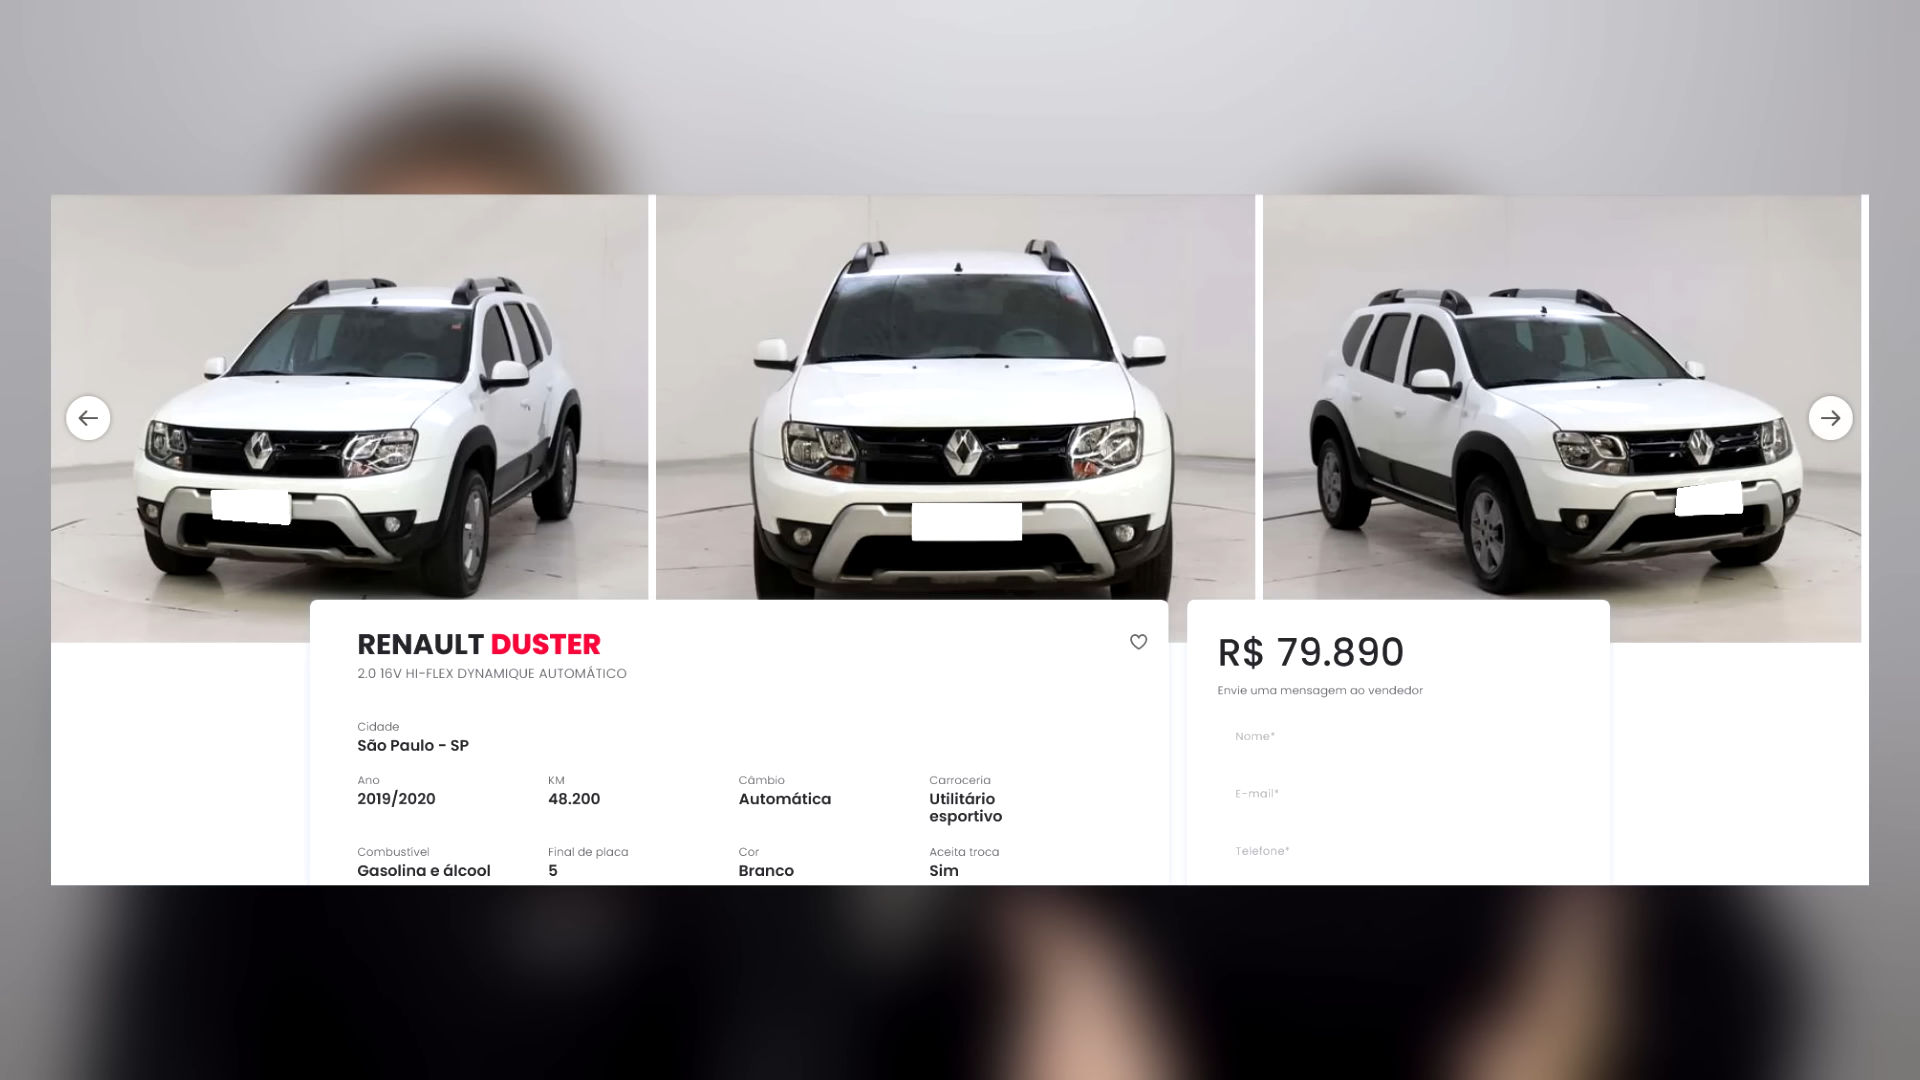 RENAULT DUSTER
2.0 16V HI-FLEX DYNAMIQUE AUTOMÁTICO
Cidade
São Paulo - SP
Ano
2019/2020
KM
48.200
Câmbio
Automática
Carroceria
Utilitário
esportivo
Combustível
Gasolina e álcool
Final de placa
5
Cor
Branco
Aceita troca
Sim
R$ 79.890
Envie uma mensagem ao vendedor
Nome*
E-mail*
Telefone*